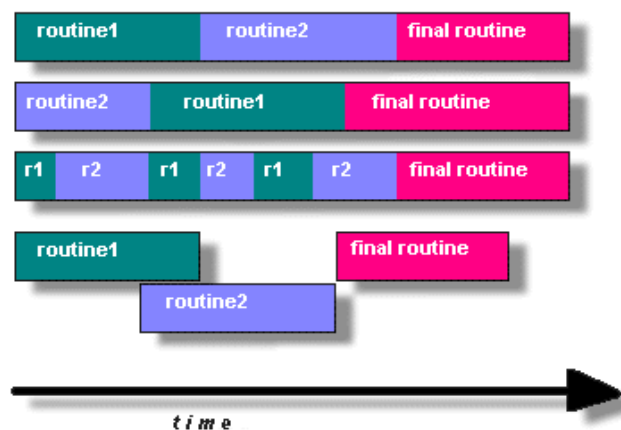 routine1 routine2 final routine
routine2 routine1 final routine
r1 r2 r1 r2 r1 r2 final routine
routine1 final routine
routine2
time